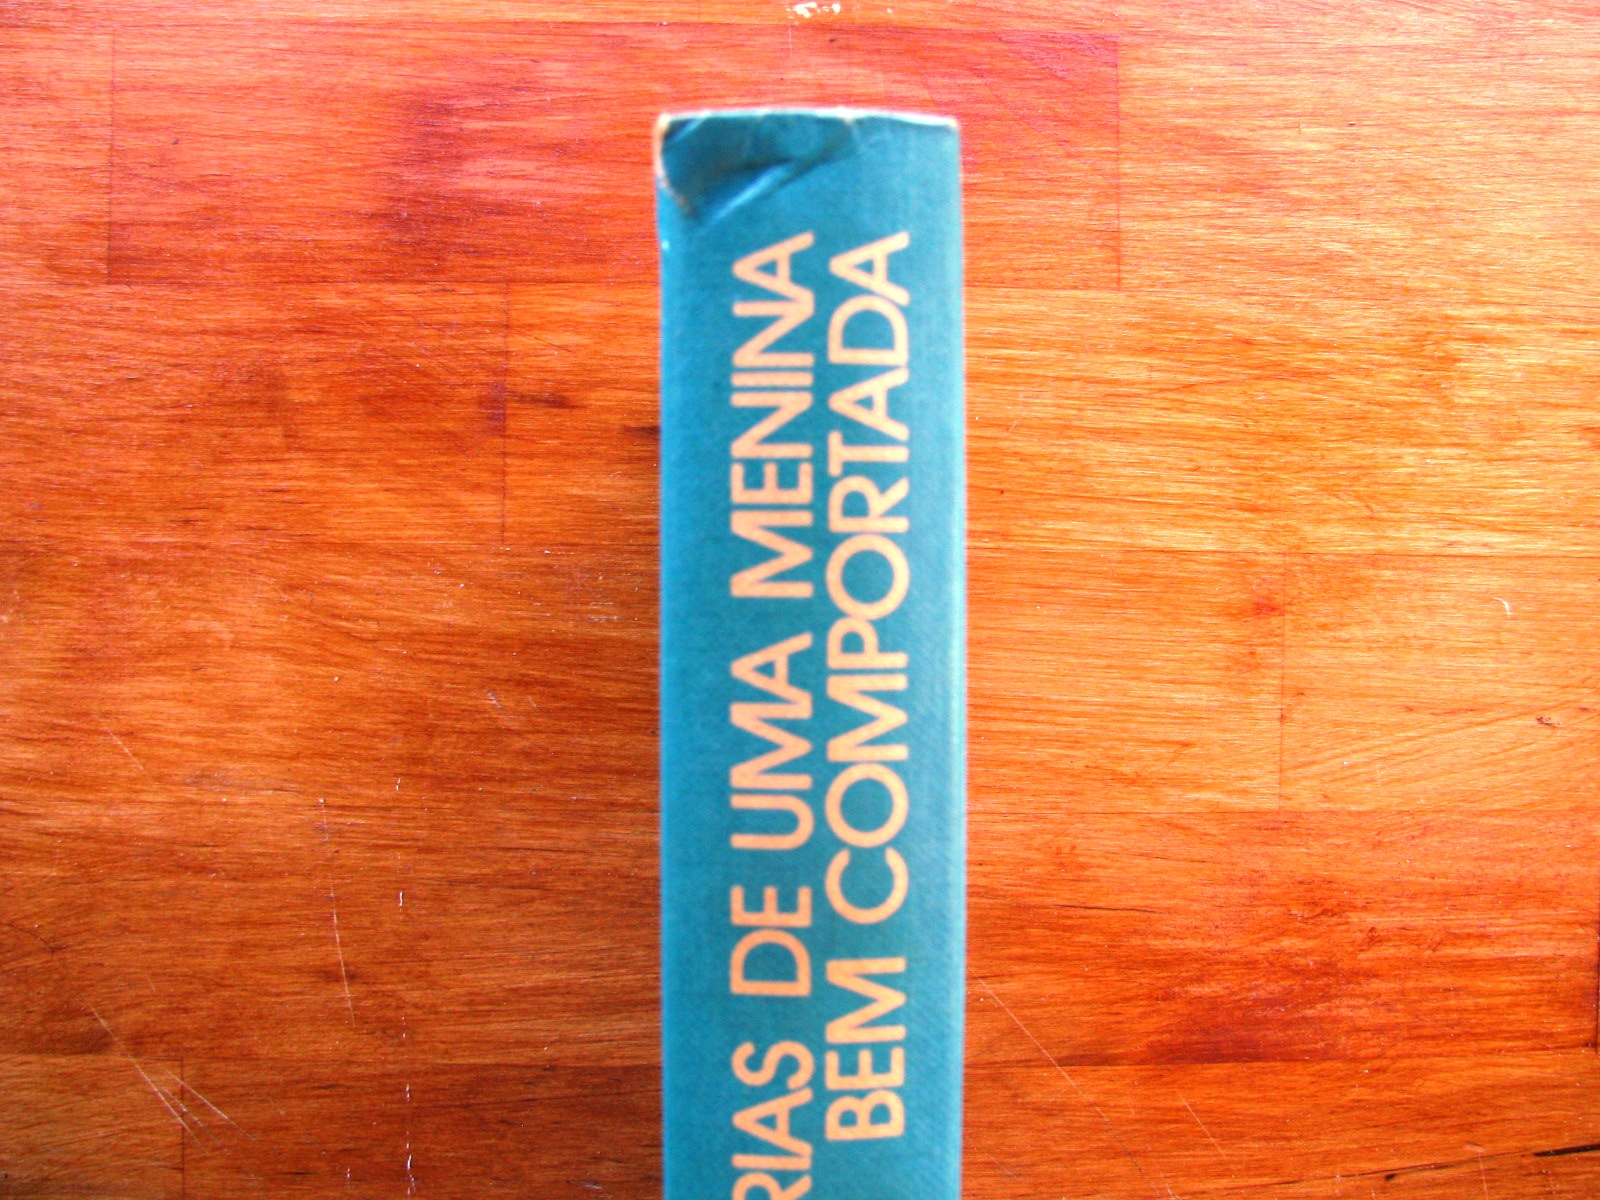 RIAS DE UMA MENINA
BEM COMPORTADA